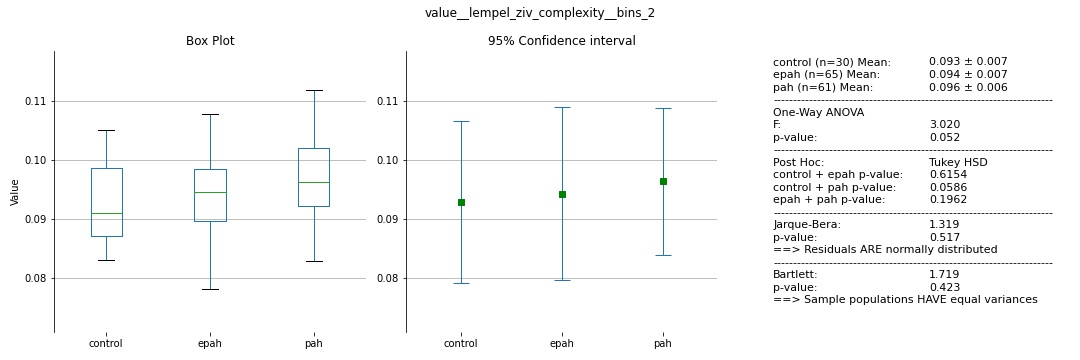 value__lempel_ziv_complexity__bins_2
Box Plot
Value
0.11
0.10
0.09
0.08
control epah pah
95% Confidence interval
0.11
0.10
0.09
0.08
control epah pah
control (n=30) Mean: 0.093 ± 0.007
epah (n=65) Mean: 0.094 ± 0.007
pah (n=61) Mean: 0.096 ± 0.006
One-Way ANOVA
F: 3.020
p-value: 0.052
Post Hoc: Tukey HSD
control + epah p-value: 0.6154
control + pah p-value: 0.0586
epah + pah p-value: 0.1962
Jarque-Bera: 1.319
p-value: 0.517
==> Residuals ARE normally distributed
Bartlett: 1.719
p-value: 0.423
==> Sample populations HAVE equal variances